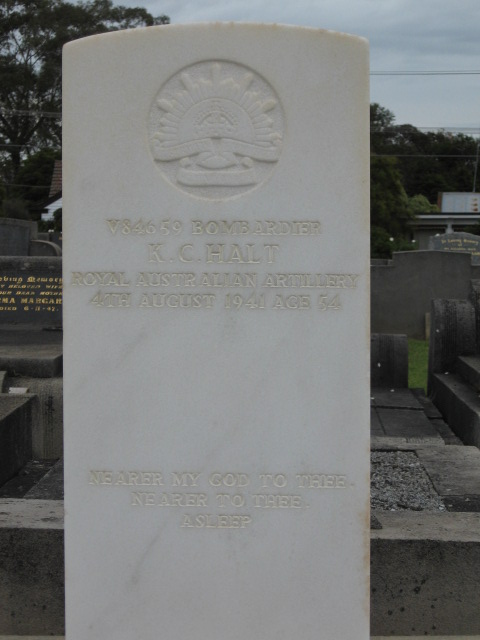 V84659 BOMBARDIER
K. C. HALT
ROYAL AUSTRALIAN ARTILLERY
4TH AUGUST 1941 AGE 54
NEARER MY GOD TO THEE.
NEARER TO THEE.
ASLEEP